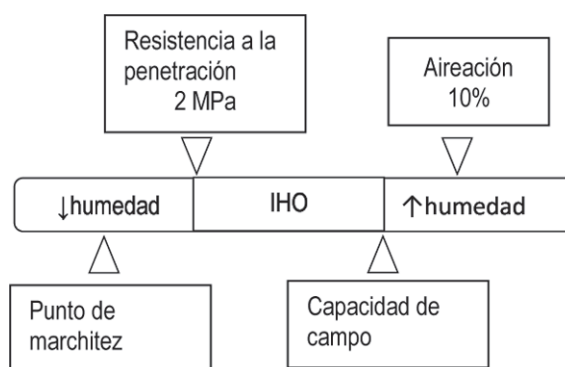 Resistencia a la
penetración
2 MPa
Aireación
10%
↓humedad
IHO
↑humedad
Punto de
marchitez
Capacidad de
campo